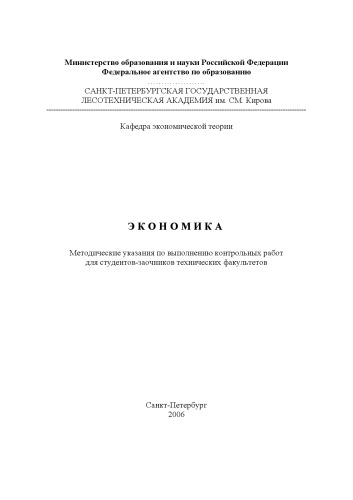 Министерство образования и науки Российской Федерации
Федеральное агентство по образованию
САНКТ-ПЕТЕРБУРГСКАЯ ГОСУДАРСТВЕННАЯ
ЛЕСОТЕХНИЧЕСКАЯ АКАДЕМИЯ им. СМ. Кирова
Кафедра экономической теории
ЭКОНОМИКА
Методические указания по выполнению контрольных работ
для студентов-заочников технических факультетов
Санкт-Петербург
2006